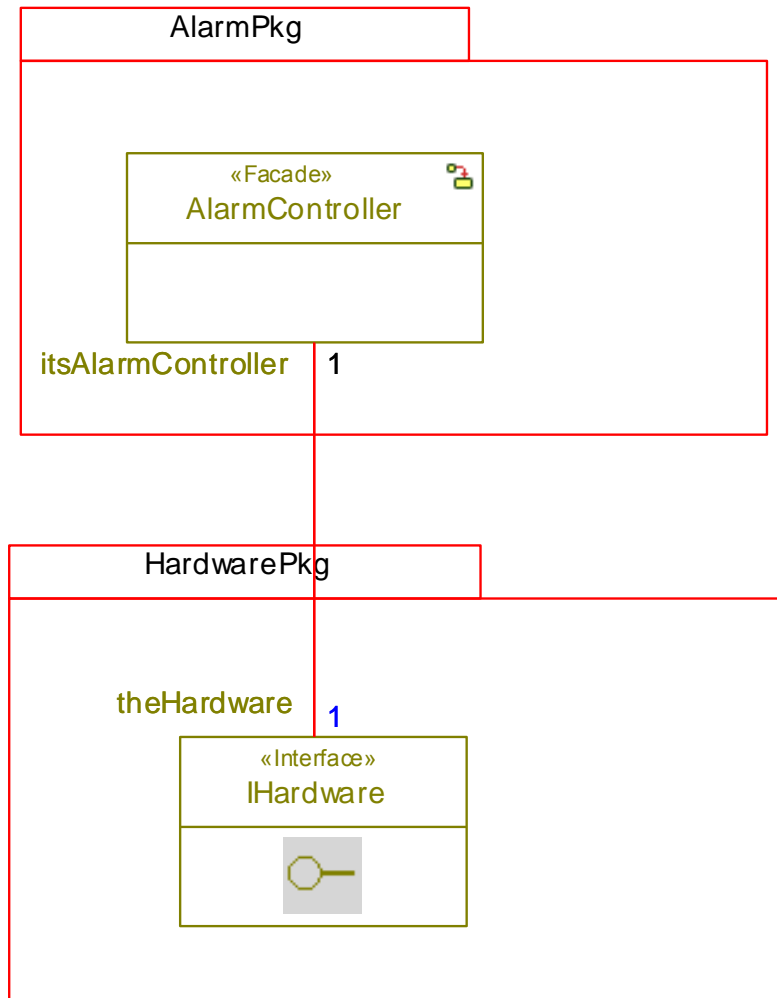 AlarmPkg
«Facade»
AlarmController
itsAlarmController 1
HardwarePkg
theHardware 1
«Interface»
IHardware